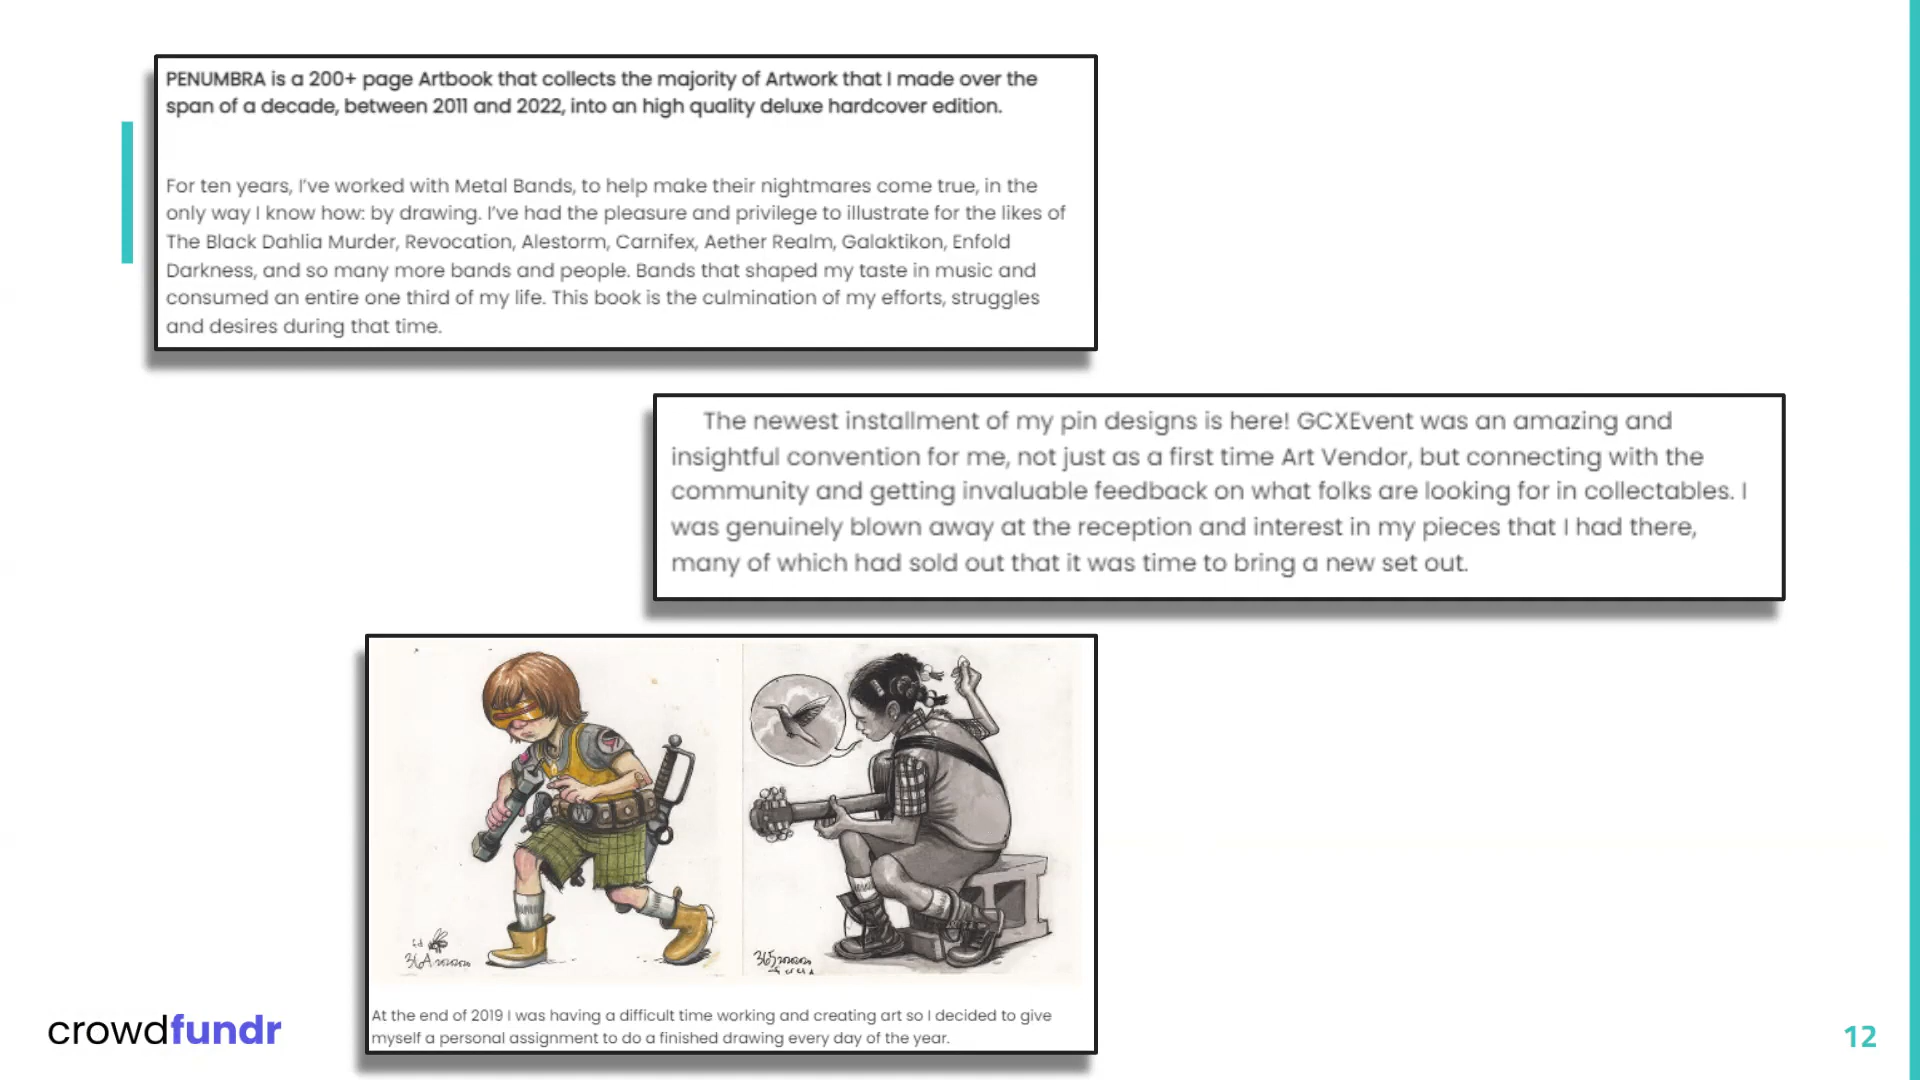 PENUMBRA is a 200+ page Artbook that collects the majority of Artwork that I made over the
span of a decade, between 2011 and 2022, into an high quality deluxe hardcover edition.
For ten years, I've worked with Metal Bands, to help make their nightmares come true, in the
only way I know how: by drawing. I've had the pleasure and privilege to illustrate for the likes of
The Black Dahlia Murder, Revocation, Alestorm, Carnifex, Aether Realm, Galaktikon, Enfold
Darkness, and so many more bands and people. Bands that shaped my taste in music and
consumed an entire one third of my life. This book is the culmination of my efforts, struggles
and desires during that time.
The newest installment of my pin designs is here! GCXEvent was an amazing and
insightful convention for me, not just as a first time Art Vendor, but connecting with the
community and getting invaluable feedback on what folks are looking for in collectables. I
was genuinely blown away at the reception and interest in my pieces that I had there,
many of which had sold out that it was time to bring a new set out.
At the end of 2019 I was having a difficult time working and creating art so I decided to give
myself a personal assignment to do a finished drawing every day of the year.
crowdfundr
12